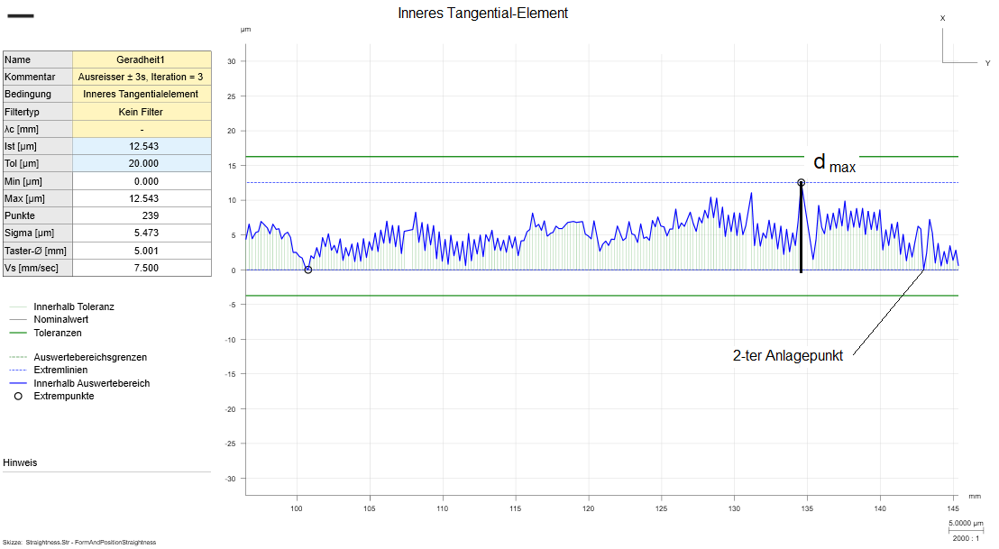 Inneres Tangential-Element
Name Geradheit1
Kommentar Ausreisser ± 3s, Iteration = 3
Bedingung Inneres Tangentialelement
Filtertyp Kein Filter
λc [mm] -
Ist [µm] 12.543
Tol [µm] 20.000
Min [µm] 0.000
Max [µm] 12.543
Punkte 239
Sigma [µm] 5.473
Taster-Ø [mm] 5.001
Vs [mm/sec] 7.500
Innerhalb Toleranz
Nominalwert
Toleranzen
Auswertebereichsgrenzen
Extremlinien
Innerhalb Auswertebereich
Extrempunkte
Hinweis
µm
30
25
20
15
10
5
0
-5
-10
-15
-20
-25
-30
d max
2-ter Anlagepunkt
X
Y
100 105 110 115 120 125 130 135 140 145
mm
5.0000 µm
2000 : 1
Skizze: Straightness.Str - FormAndPositionStraightness